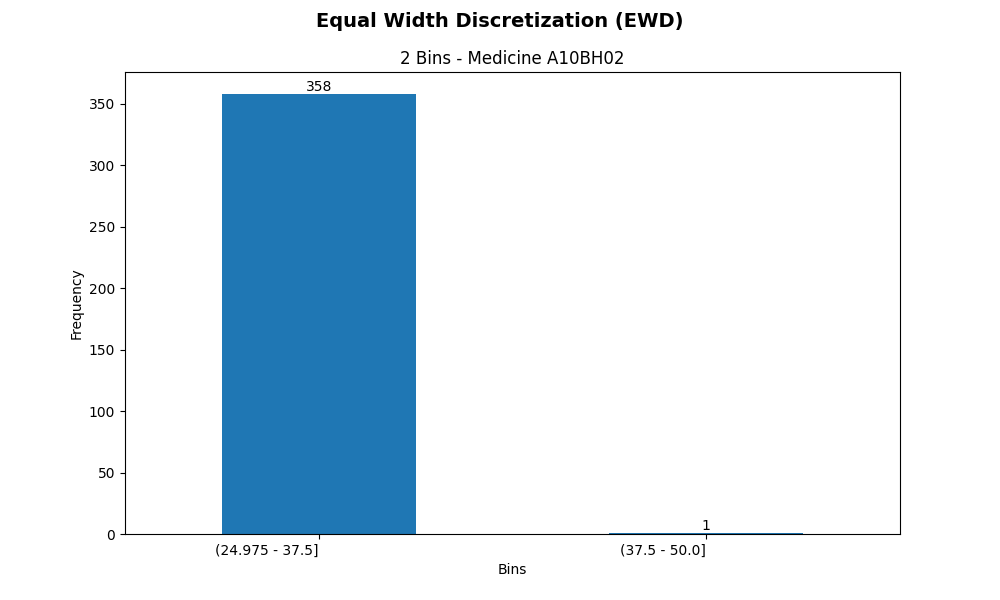 Equal Width Discretization (EWD)
2 Bins - Medicine A10BH02
358
350
300
250
200
150
100
50
0
Frequency
1
(24.975 - 37.5]
(37.5 - 50.0]
Bins